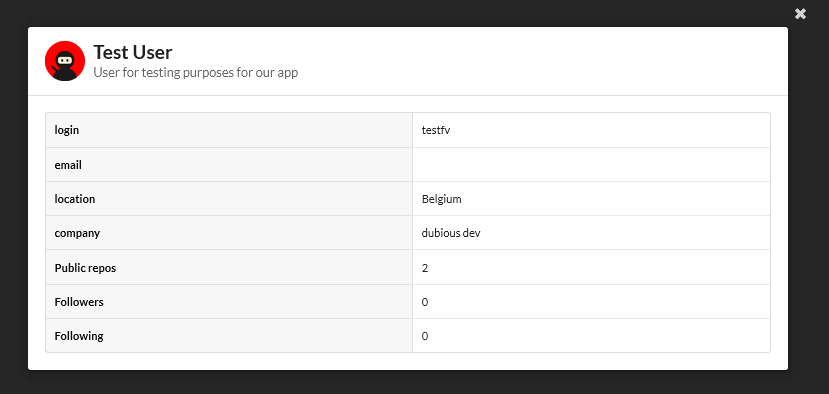 Test User
User for testing purposes for our app
login testfv
email
location Belgium
company dubious dev
Public repos 2
Followers 0
Following 0